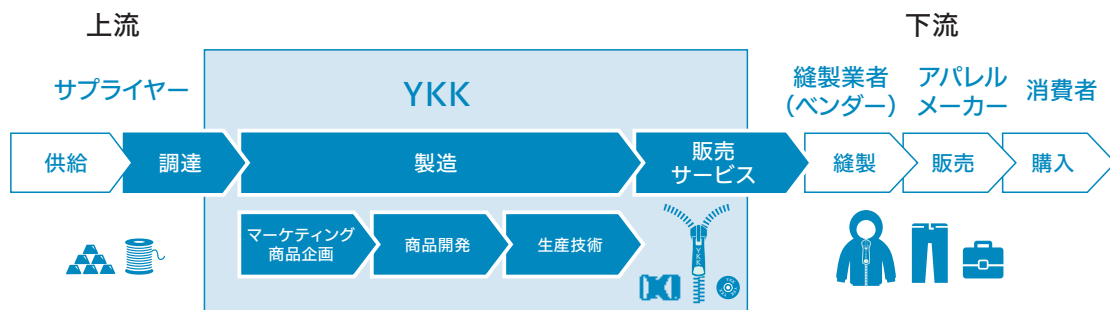 上流
下流
サプライヤー
YKK
縫製業者
(ベンダー)
アパレル
メーカー
消費者
供給
調達
製造
販売
サービス
縫製
販売
購入
マーケティング
商品企画
商品開発
生産技術
YKK